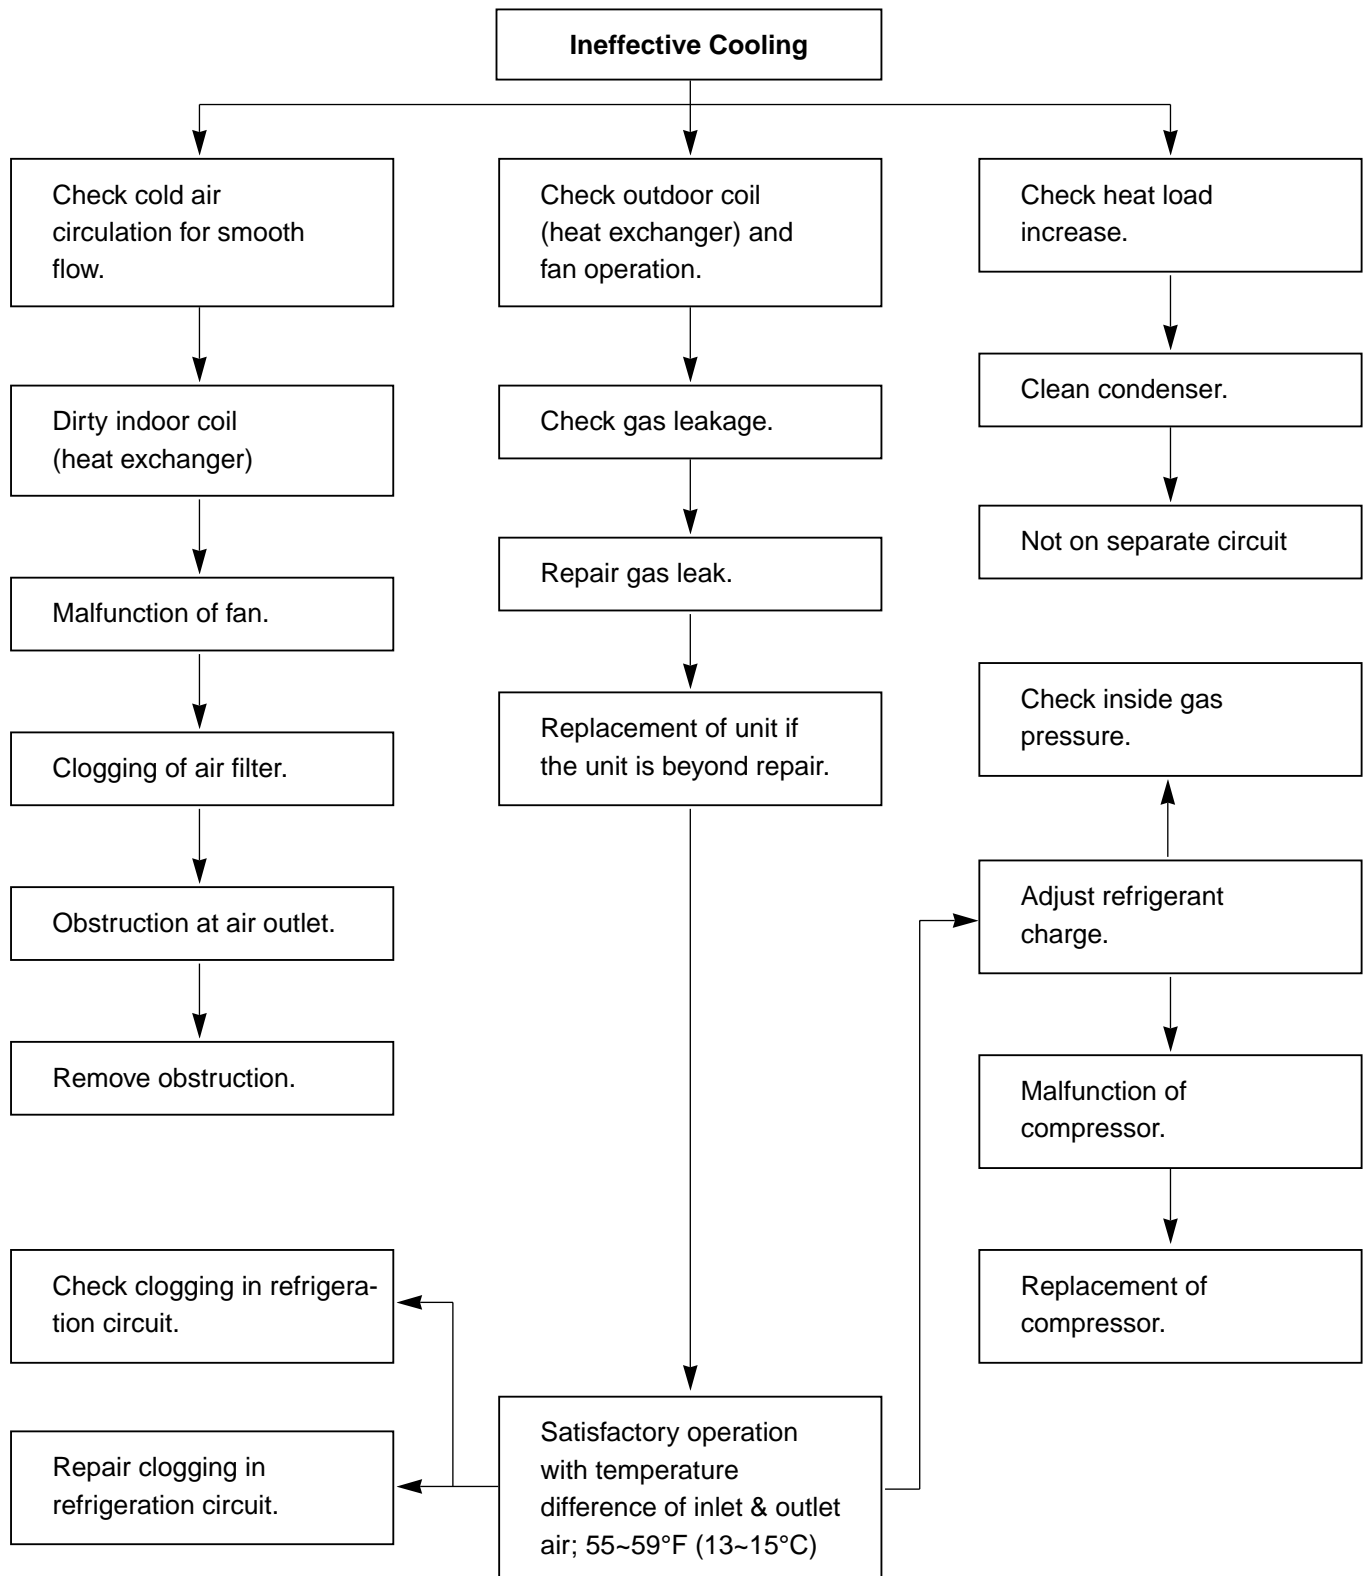 Ineffective Cooling
Check cold air
circulation for smooth
flow.
Dirty indoor coil
(heat exchanger)
Malfunction of fan.
Clogging of air filter.
Obstruction at air outlet.
Remove obstruction.
Check clogging in refrigera-
tion circuit.
Repair clogging in
refrigeration circuit.
Check outdoor coil
(heat exchanger) and
fan operation.
Check gas leakage.
Repair gas leak.
Replacement of unit if
the unit is beyond repair.
Satisfactory operation
with temperature
difference of inlet & outlet
air; 55~59°F (13~15°C)
Check heat load
increase.
Clean condenser.
Not on separate circuit
Check inside gas
pressure.
Adjust refrigerant
charge.
Malfunction of
compressor.
Replacement of
compressor.